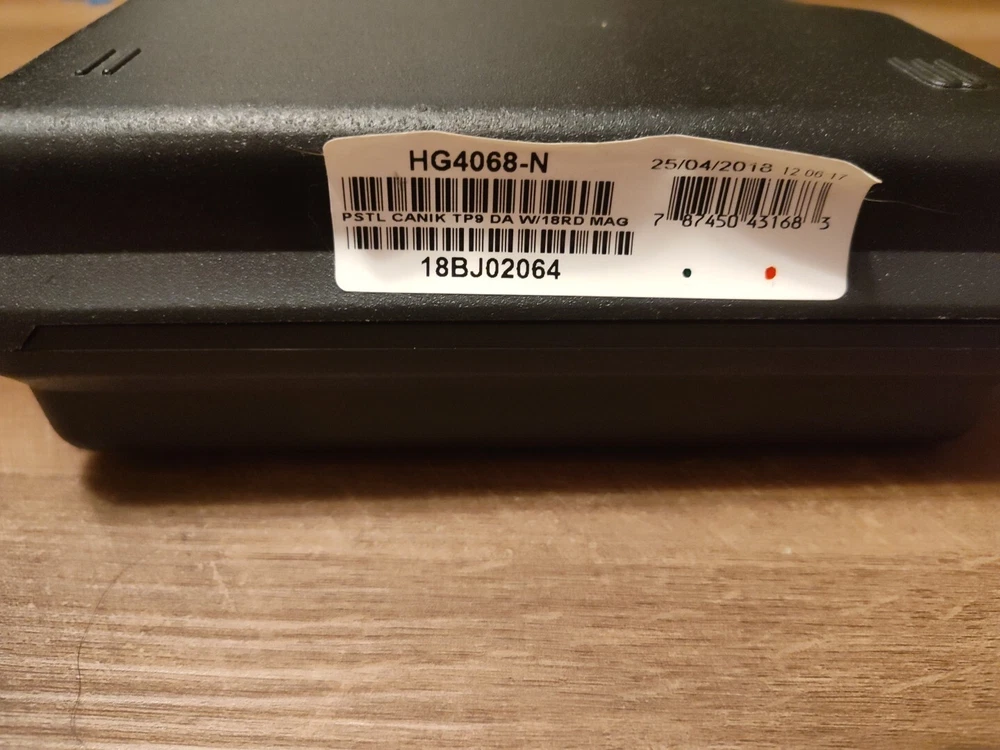 HG4068-N
PSTL CANIK TP9 DA W/18RD MAG
18BJ02064
25/04/2018 12 06 17
7 87450 43168 3